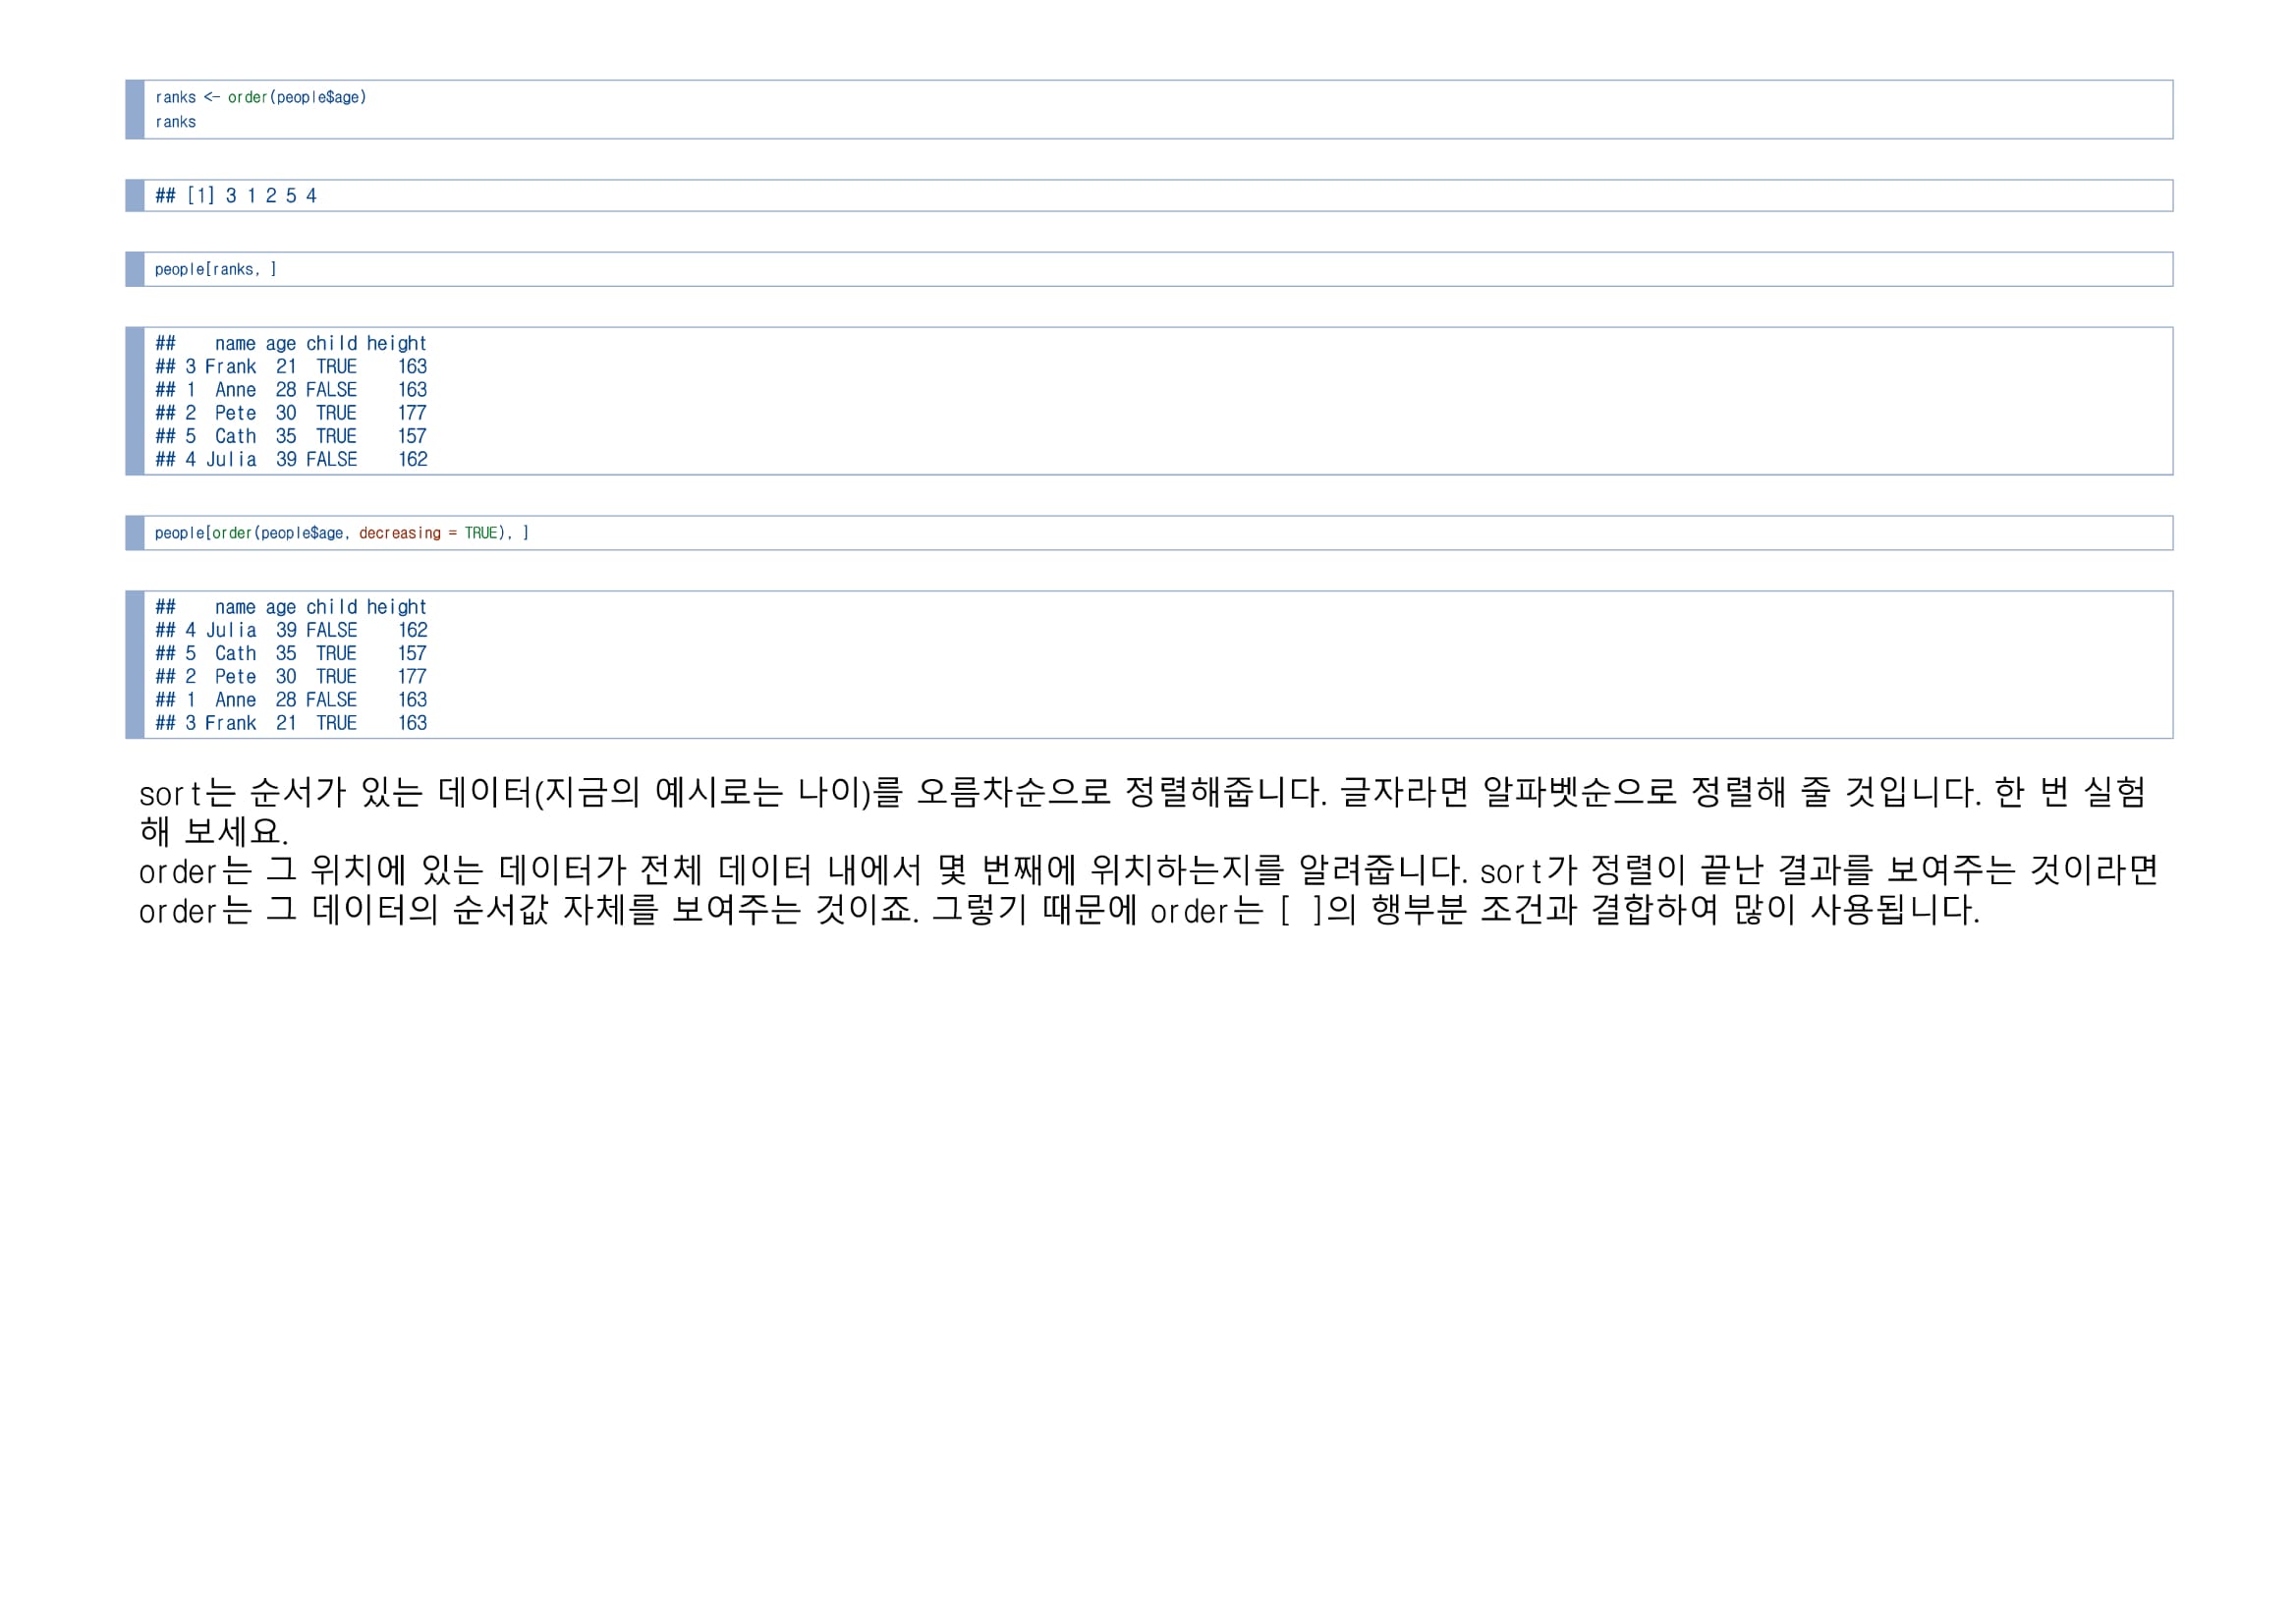 ranks <- order(people$age)
ranks
## [1] 3 1 2 5 4
people[ranks, ]
##    name age child height
## 3 Frank  21  TRUE    163
## 1  Anne  28 FALSE    163
## 2  Pete  30  TRUE    177
## 5  Cath  35  TRUE    157
## 4 Julia  39 FALSE    162
people[order(people$age, decreasing = TRUE), ]
##    name age child height
## 4 Julia  39 FALSE    162
## 5  Cath  35  TRUE    157
## 2  Pete  30  TRUE    177
## 1  Anne  28 FALSE    163
## 3 Frank  21  TRUE    163
sort는 순서가 있는 데이터(지금의 예시로는 나이)를 오름차순으로 정렬해줍니다. 글자라면 알파벳순으로 정렬해 줄 것입니다. 한 번 실험
해 보세요.
order는 그 위치에 있는 데이터가 전체 데이터 내에서 몇 번째에 위치하는지를 알려줍니다. sort가 정렬이 끝난 결과를 보여주는 것이라면
order는 그 데이터의 순서값 자체를 보여주는 것이죠. 그렇기 때문에 order는 [ ]의 행부분 조건과 결합하여 많이 사용됩니다.